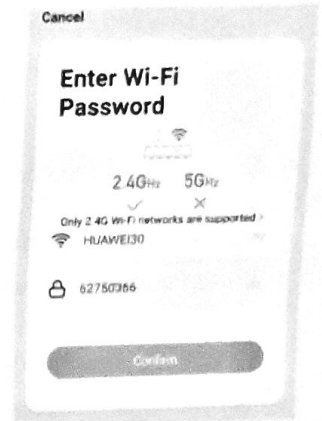 Cancel
Enter Wi-Fi
Password
2.4GHz 5GHz
Only 2.4G Wi-Fi networks are supported >
HUAWEI30
62750366
Confirm